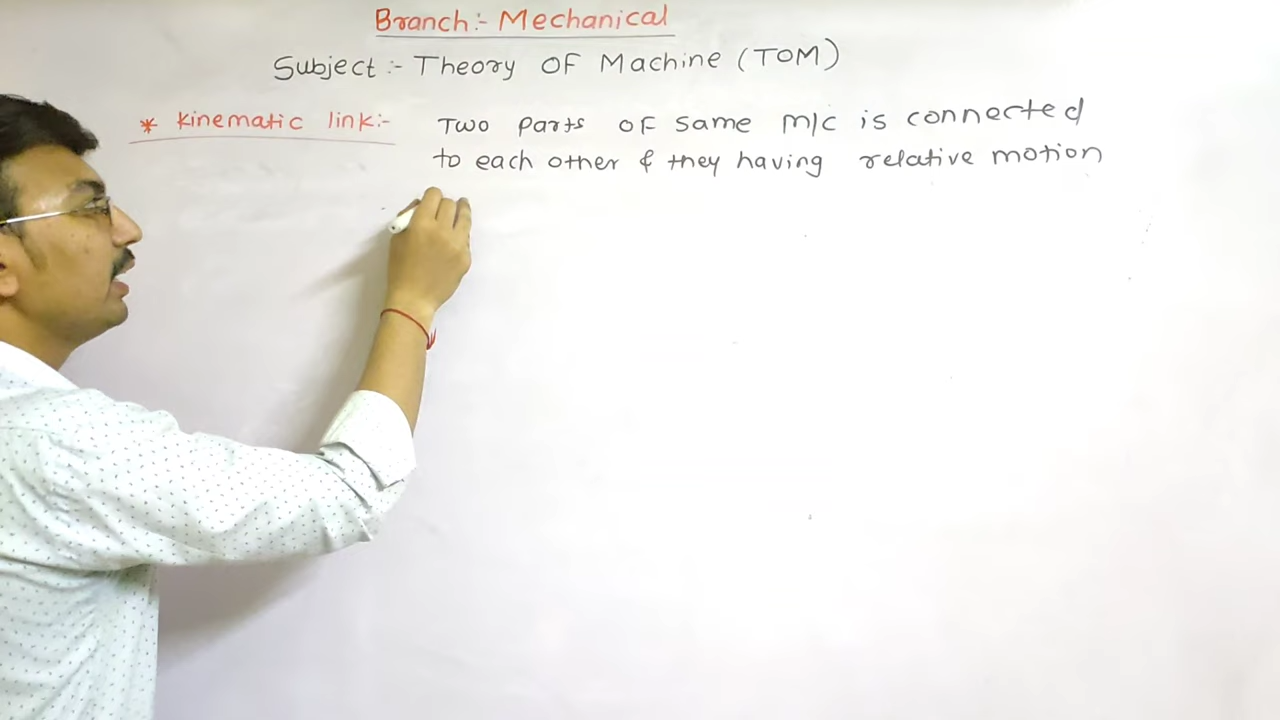 Branch:- Mechanical
Subject:- Theory OF Machine (TOM)
* Kinematic link:- Two Parts OF same M/C is connected
to each other & they having relative motion